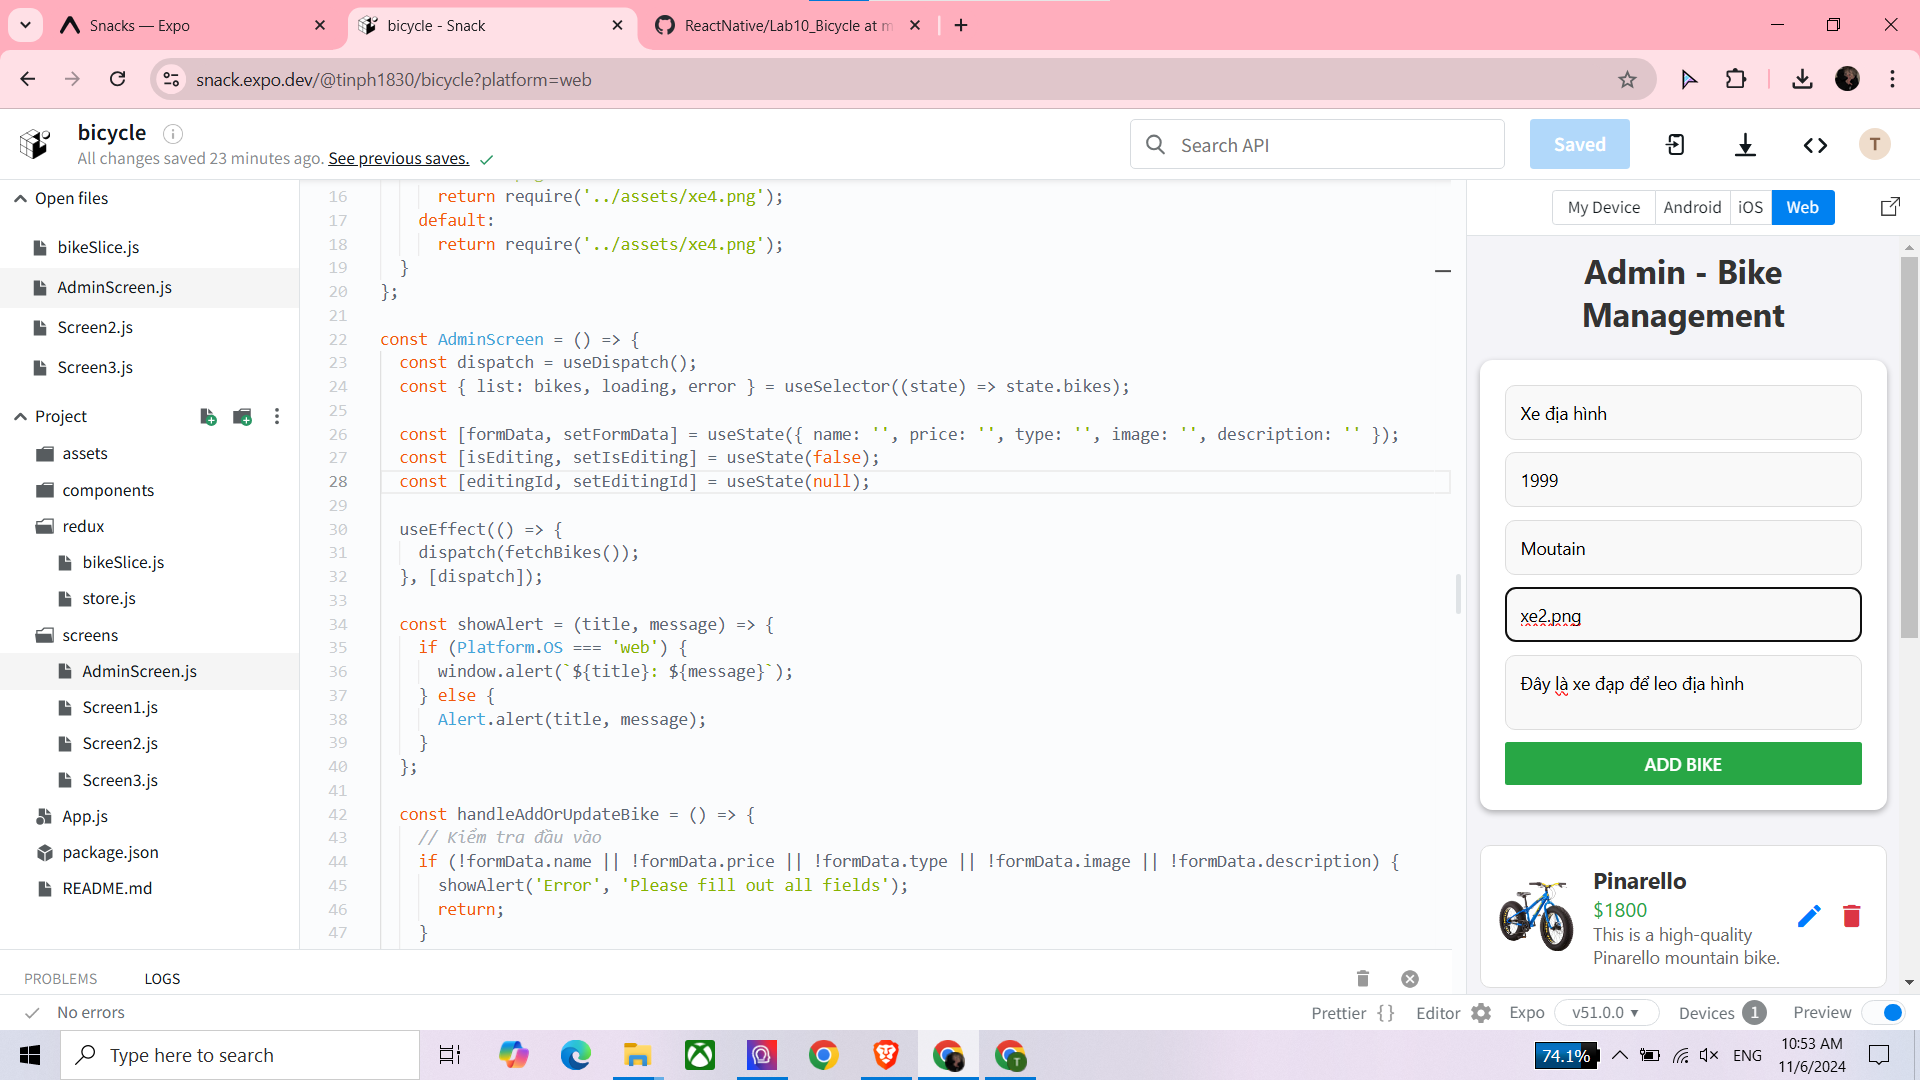 Snacks — Expo
bicycle - Snack
ReactNative/Lab10_Bicycle at m
snack.expo.dev/@tinph1830/bicycle?platform=web
bicycle
All changes saved 23 minutes ago. See previous saves.
Search API
Saved
T
Open files
bikeSlice.js
AdminScreen.js
Screen2.js
Screen3.js
Project
assets
components
redux
bikeSlice.js
store.js
screens
AdminScreen.js
Screen1.js
Screen2.js
Screen3.js
App.js
package.json
README.md
16 return require('../assets/xe4.png');
17 default:
18 return require('../assets/xe4.png');
19 }
20 };
21
22 const AdminScreen = () => {
23 const dispatch = useDispatch();
24 const { list: bikes, loading, error } = useSelector((state) => state.bikes);
25
26 const [formData, setFormData] = useState({ name: '', price: '', type: '', image: '', description: '' });
27 const [isEditing, setIsEditing] = useState(false);
28 const [editingId, setEditingId] = useState(null);
29
30 useEffect(() => {
31 dispatch(fetchBikes());
32 }, [dispatch]);
33
34 const showAlert = (title, message) => {
35 if (Platform.OS === 'web') {
36 window.alert(`${title}: ${message}`);
37 } else {
38 Alert.alert(title, message);
39 }
40 };
41
42 const handleAddOrUpdateBike = () => {
43 // Kiểm tra đầu vào
44 if (!formData.name || !formData.price || !formData.type || !formData.image || !formData.description) {
45 showAlert('Error', 'Please fill out all fields');
46 return;
47 }
My Device
Android
iOS
Web
Admin - Bike
Management
Xe địa hình
1999
Moutain
xe2.png
Đây là xe đạp để leo địa hình
ADD BIKE
Pinarello
$1800
This is a high-quality
Pinarello mountain bike.
PROBLEMS
LOGS
No errors
Prettier { }
Editor
Expo
v51.0.0
Devices 1
Preview
Type here to search
T
74.1%
ENG
10:53 AM
11/6/2024